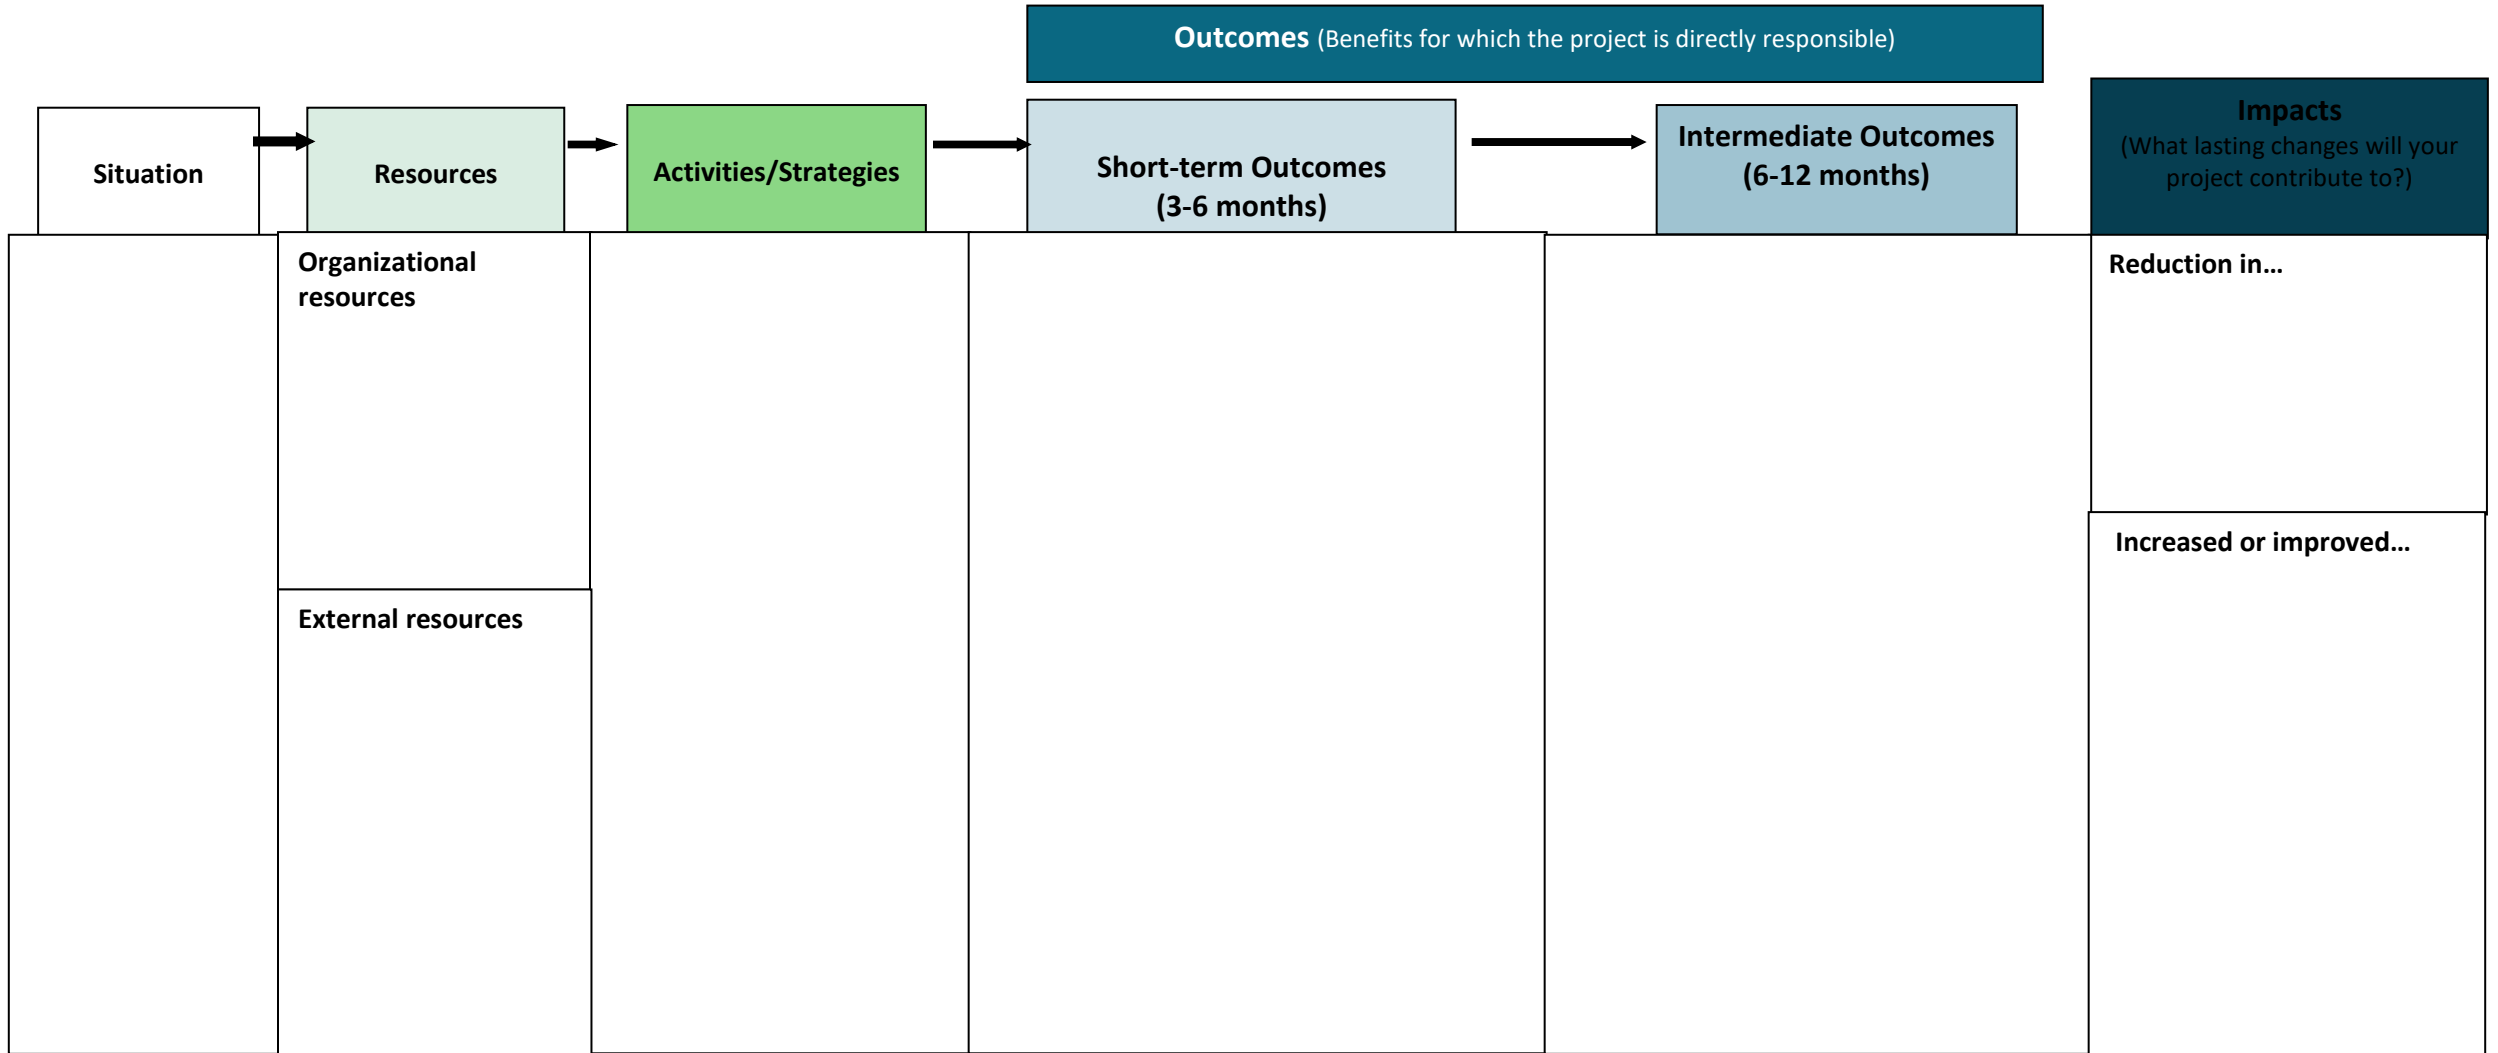 Outcomes (Benefits for which the project is directly responsible)
Situation
Resources
Activities/Strategies
Short-term Outcomes
(3-6 months)
Intermediate Outcomes
(6-12 months)
Impacts
(What lasting changes will your
project contribute to?)
Organizational
resources
External resources
Reduction in…
Increased or improved…